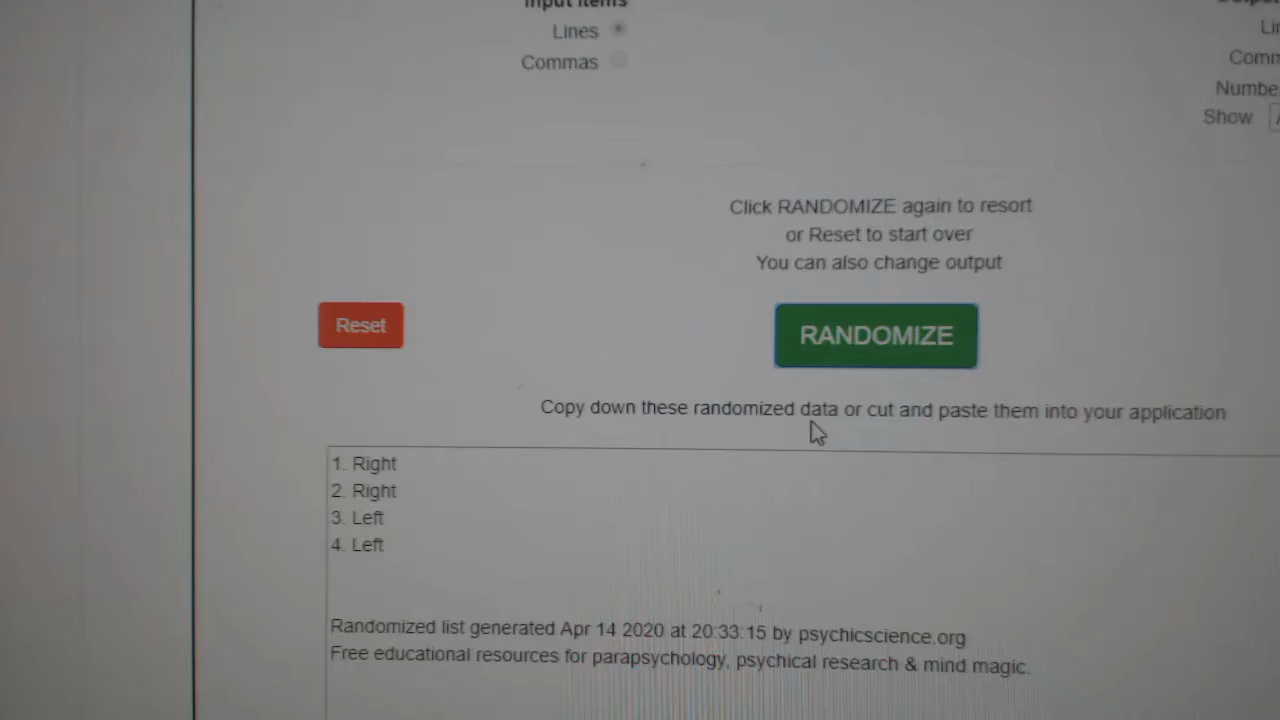 Input Items
Lines
Commas
Show
Click RANDOMIZE again to resort
or Reset to start over
You can also change output
Reset
RANDOMIZE
Copy down these randomized data or cut and paste them into your application
1. Right
2. Right
3. Left
4. Left
Randomized list generated Apr 14 2020 at 20:33:15 by psychicscience.org
Free educational resources for parapsychology, psychical research & mind magic.